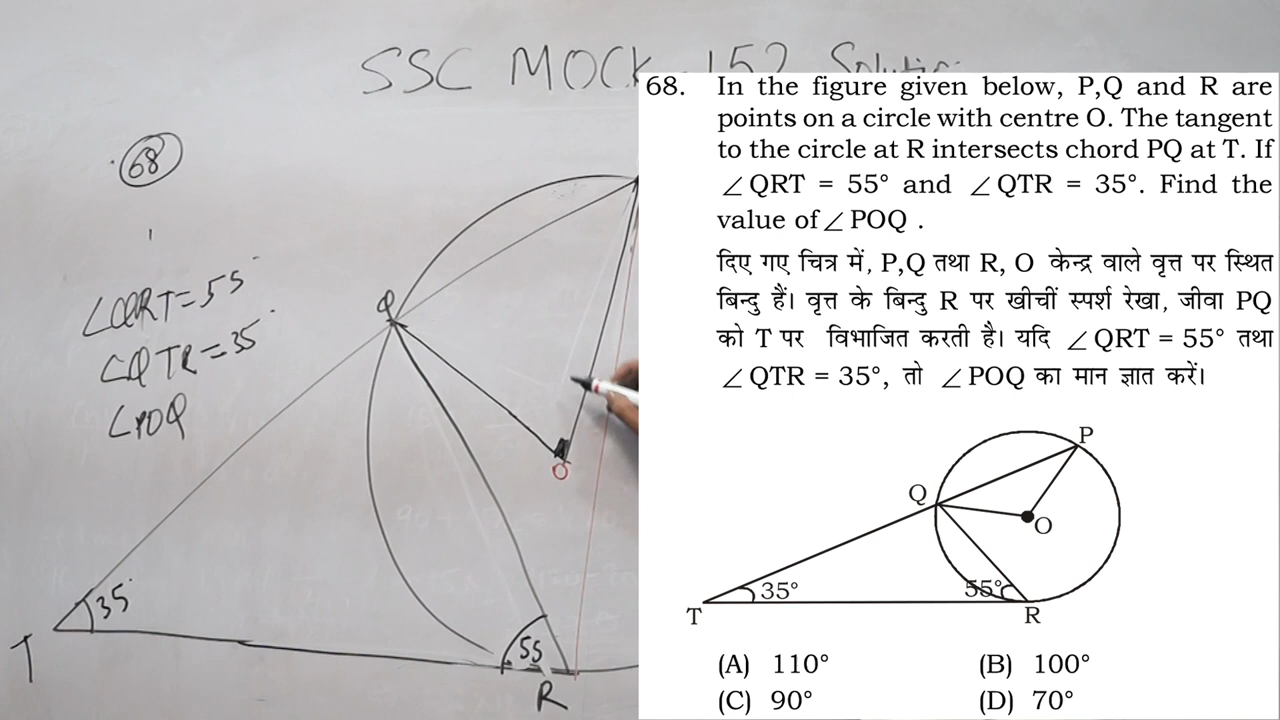 SSC MOCK 152 Solution
68
∠QRT = 55°
∠QTR = 35°
∠POQ
Q
O
35°
T
55
R
68. In the figure given below, P,Q and R are
points on a circle with centre O. The tangent
to the circle at R intersects chord PQ at T. If
∠QRT = 55° and ∠QTR = 35°. Find the
value of ∠POQ .
दिए गए चित्र में, P,Q तथा R, O केन्द्र वाले वृत्त पर स्थित
बिन्दु हैं। वृत्त के बिन्दु R पर खीचीं स्पर्श रेखा, जीवा PQ
को T पर विभाजित करती है। यदि ∠QRT = 55° तथा
∠QTR = 35°, तो ∠POQ का मान ज्ञात करें।
P
Q
O
35°
55°
T
R
(A) 110° (B) 100°
(C) 90° (D) 70°